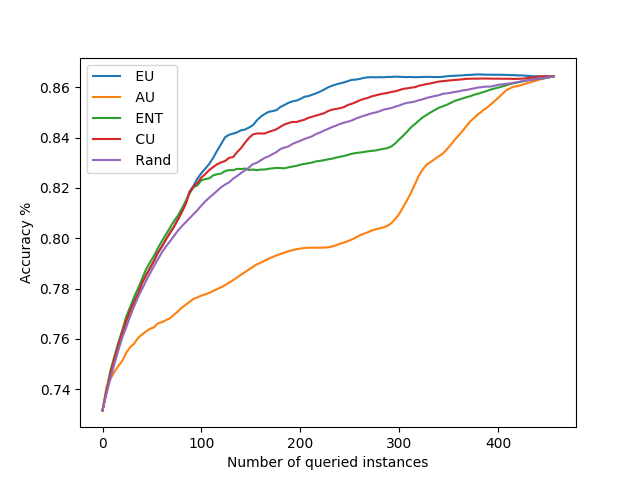 EU
AU
ENT
CU
Rand
Accuracy %
0.86
0.84
0.82
0.80
0.78
0.76
0.74
0 100 200 300 400
Number of queried instances